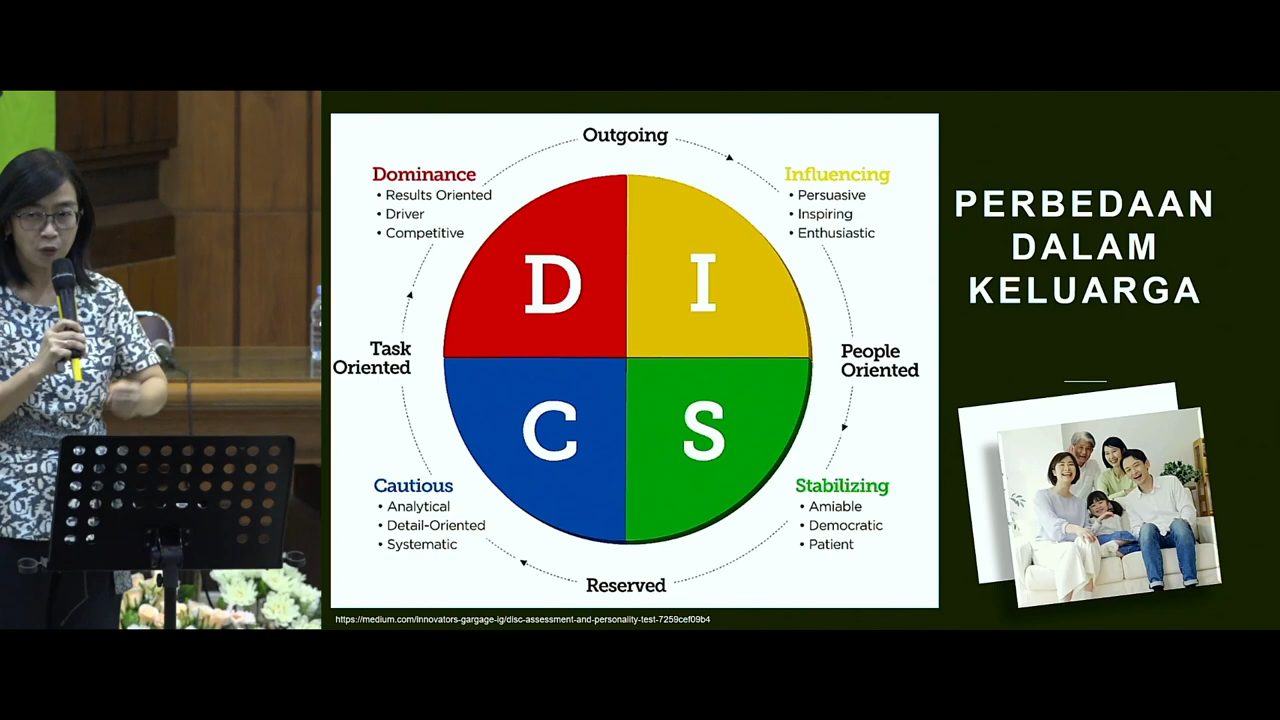 Outgoing
Dominance
• Results Oriented
• Driver
• Competitive
Influencing
• Persuasive
• Inspiring
• Enthusiastic
D
I
Task
Oriented
People
Oriented
C
S
Cautious
• Analytical
• Detail-Oriented
• Systematic
Stabilizing
• Amiable
• Democratic
• Patient
Reserved
https://medium.com/innovators-gargage-ig/disc-assessment-and-personality-test-7259cef09b4
PERBEDAAN
DALAM
KELUARGA